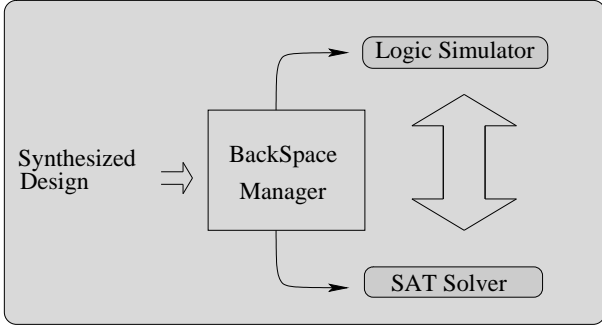 Logic Simulator
Synthesized
Design
BackSpace
Manager
SAT Solver